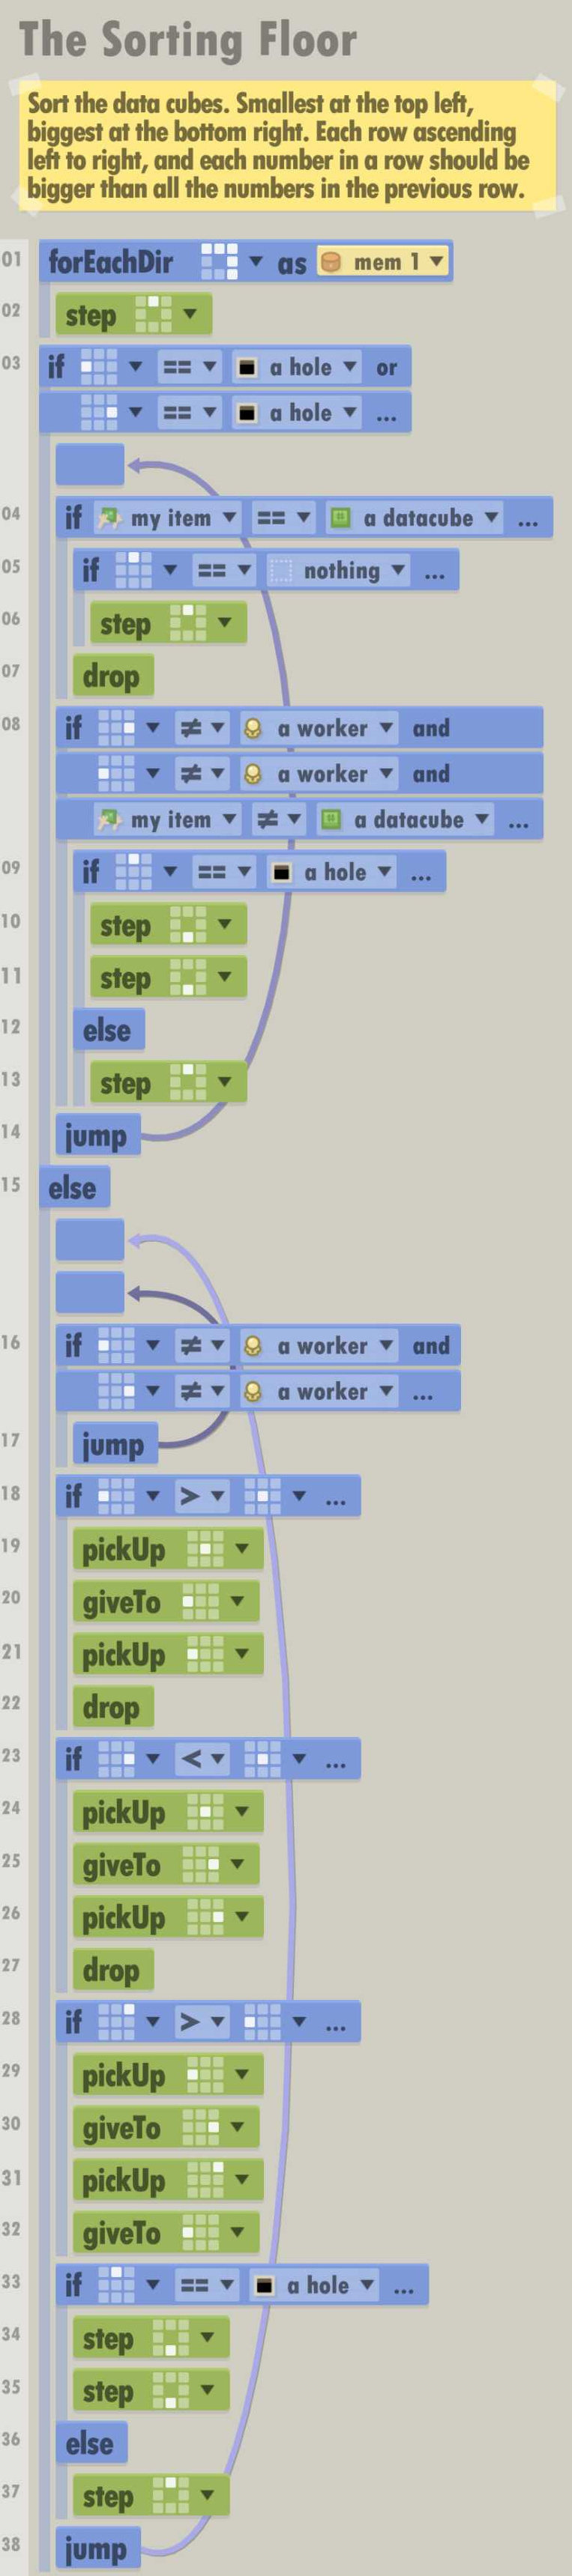 The Sorting Floor
Sort the data cubes. Smallest at the top left,
biggest at the bottom right. Each row ascending
left to right, and each number in a row should be
bigger than all the numbers in the previous row.
01 forEachDir as mem 1
02 step
03 if == a hole or
== a hole ...
04 if my item == a datacube ...
05 if == nothing ...
06 step
07 drop
08 if ≠ a worker and
≠ a worker and
my item ≠ a datacube ...
09 if == a hole ...
10 step
11 step
12 else
13 step
14 jump
15 else
16 if ≠ a worker and
≠ a worker ...
17 jump
18 if > ...
19 pickUp
20 giveTo
21 pickUp
22 drop
23 if < ...
24 pickUp
25 giveTo
26 pickUp
27 drop
28 if > ...
29 pickUp
30 giveTo
31 pickUp
32 giveTo
33 if == a hole ...
34 step
35 step
36 else
37 step
38 jump